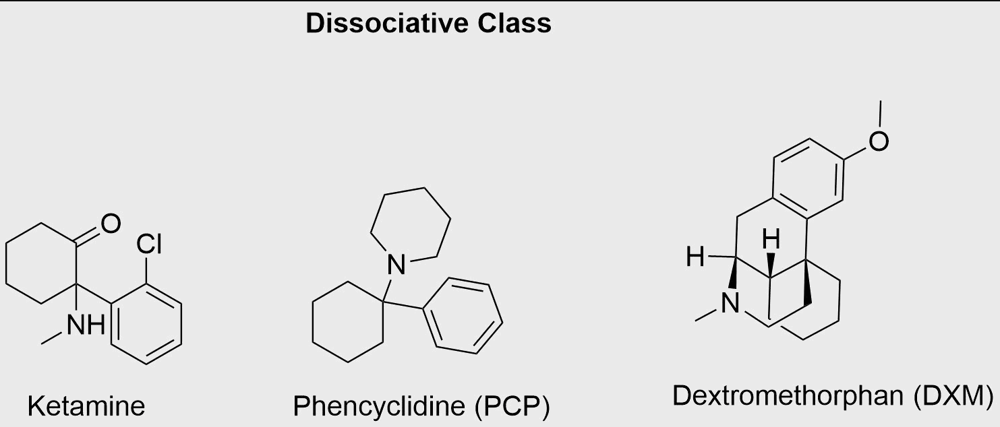 Dissociative Class
O
Cl
NH
Ketamine
N
Phencyclidine (PCP)
O
H
H
N
Dextromethorphan (DXM)